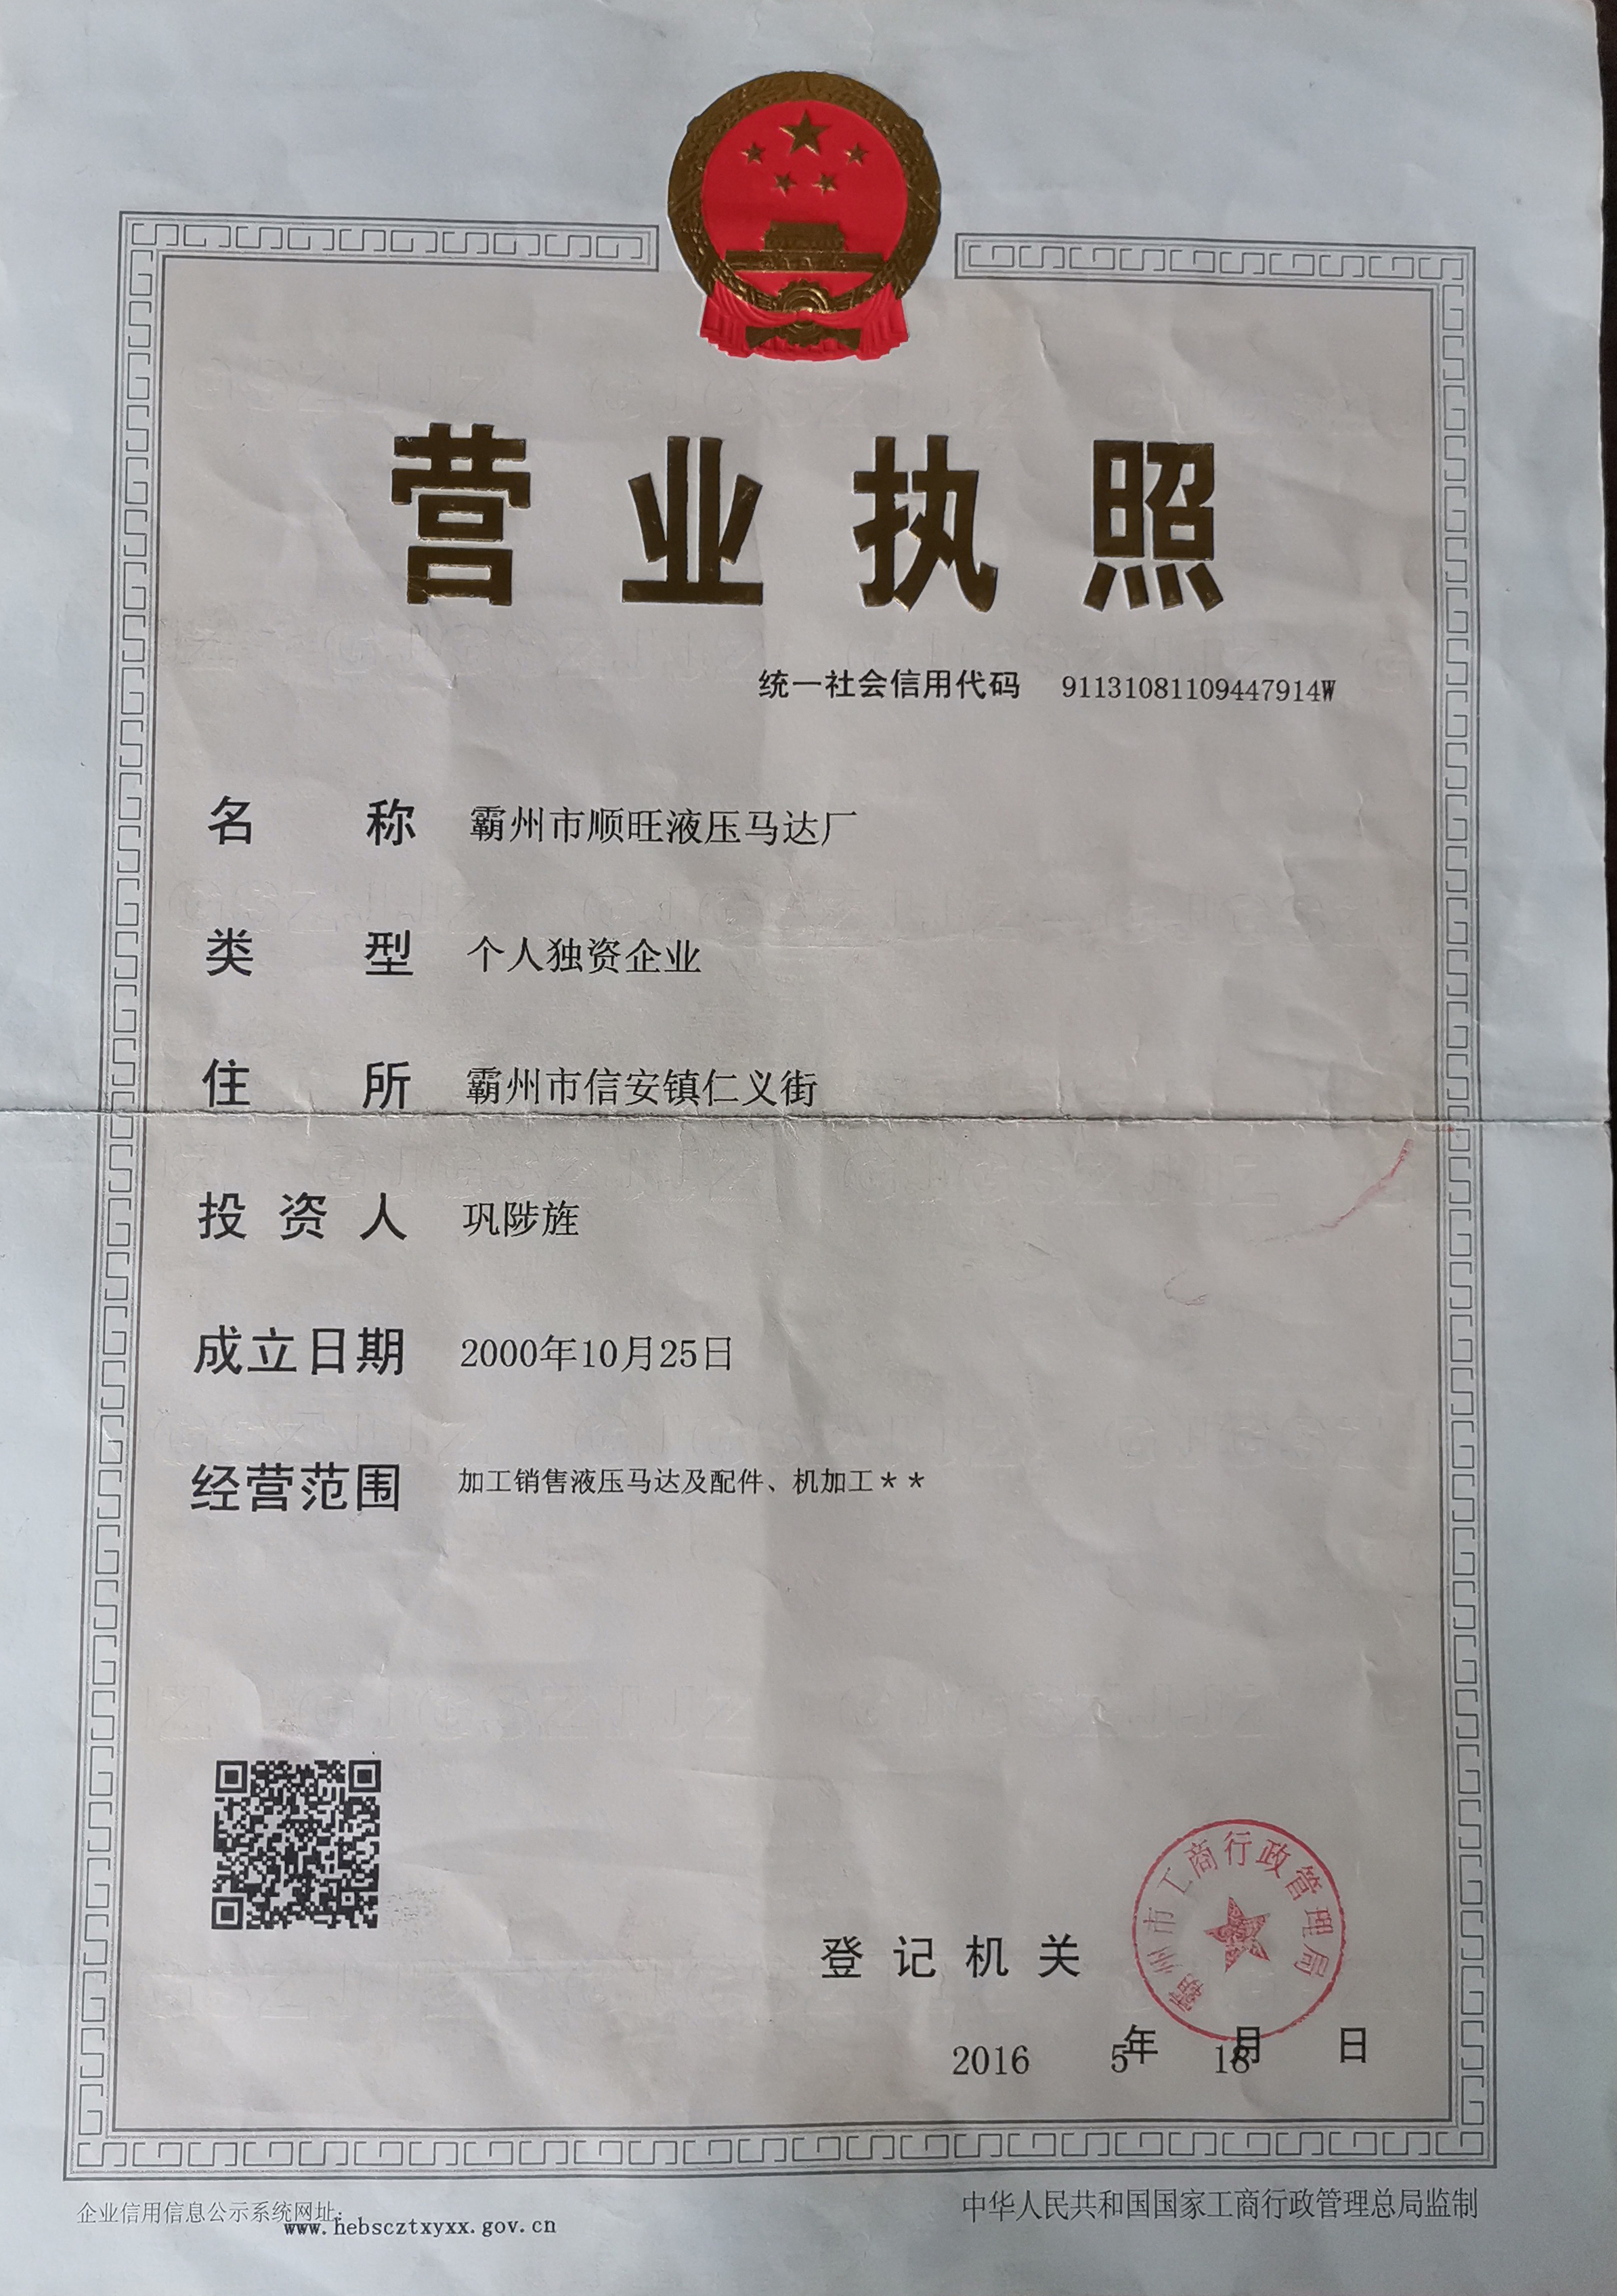 营业执照
统一社会信用代码 91131081109447914W
名称 霸州市顺旺液压马达厂
类型 个人独资企业
住所 霸州市信安镇仁义街
投资人 巩陟旌
成立日期 2000年10月25日
经营范围 加工销售液压马达及配件、机加工**
霸州市工商行政管理局
登记机关
2016年5月18日
企业信用信息公示系统网址:
www.hebscztxyxx.gov.cn
中华人民共和国国家工商行政管理总局监制